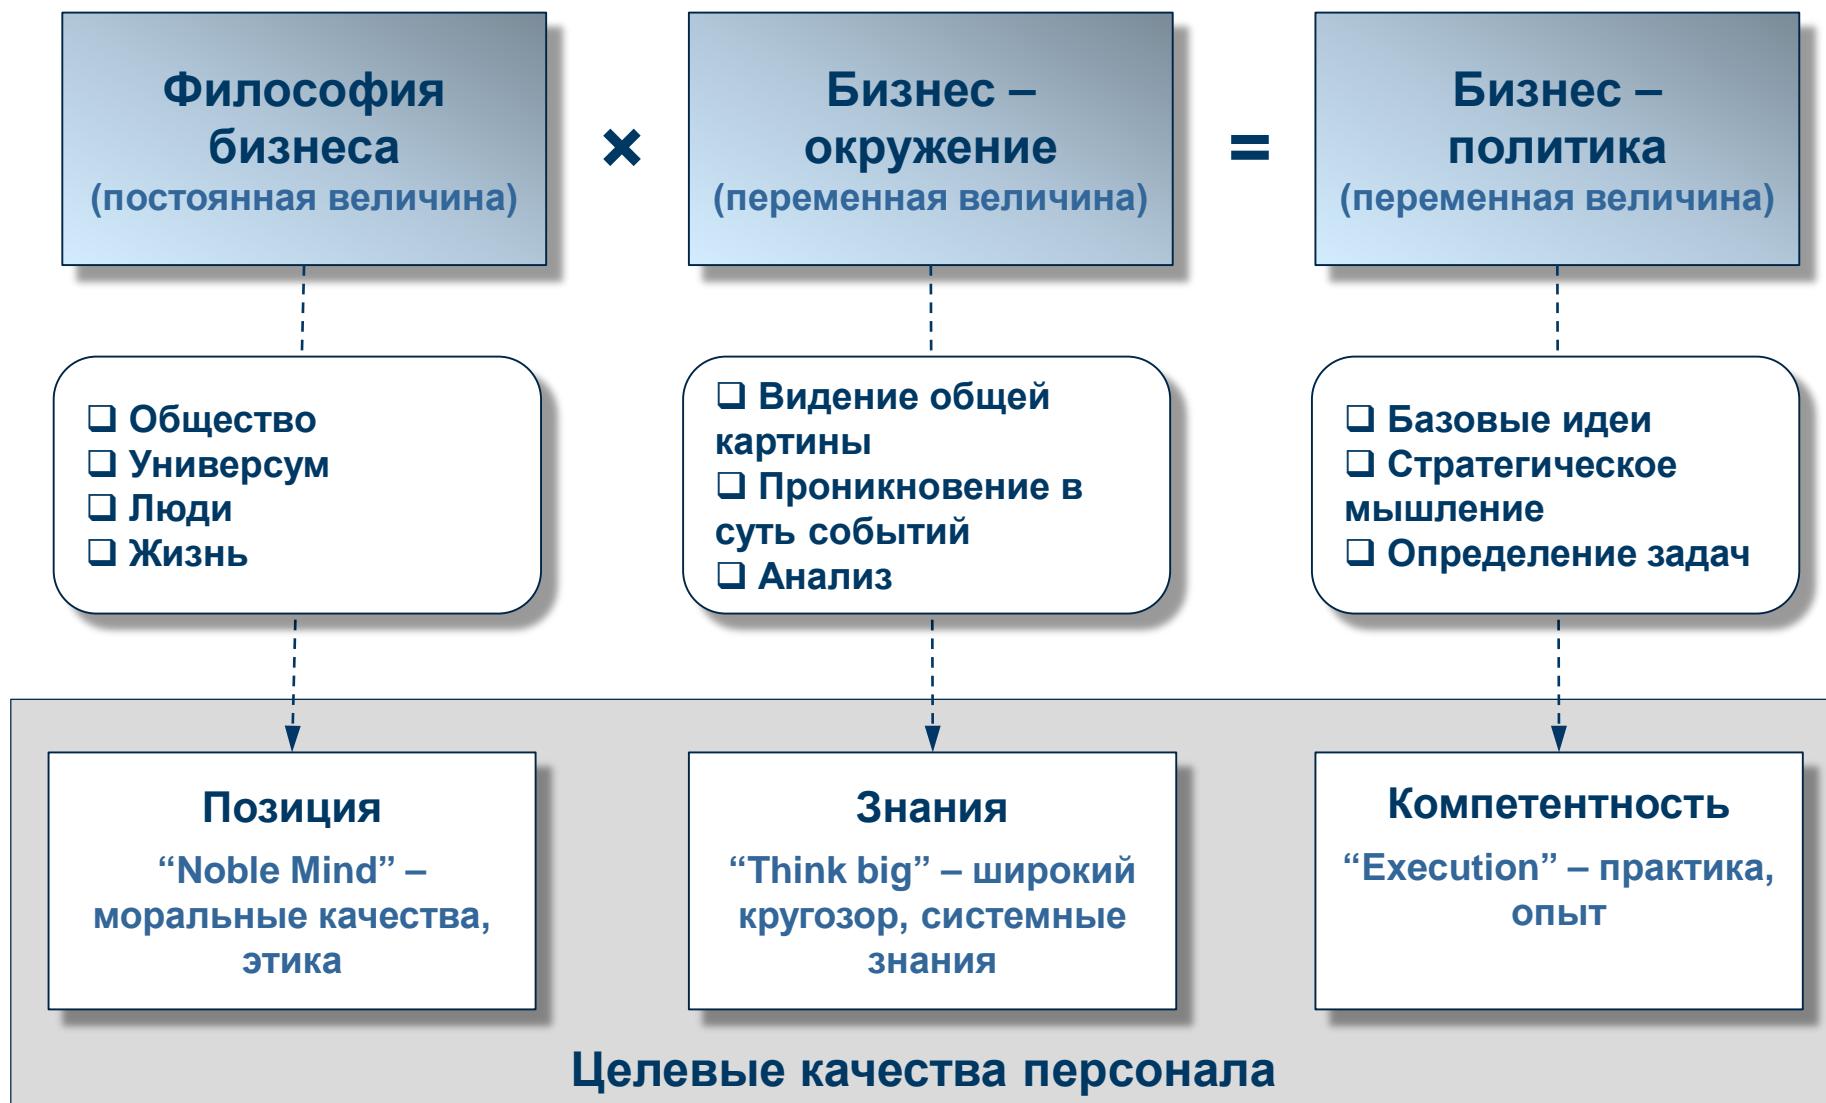 Философия
бизнеса
(постоянная величина)
×
Бизнес –
окружение
(переменная величина)
=
Бизнес –
политика
(переменная величина)
❑ Общество
❑ Универсум
❑ Люди
❑ Жизнь
❑ Видение общей
картины
❑ Проникновение в
суть событий
❑ Анализ
❑ Базовые идеи
❑ Стратегическое
мышление
❑ Определение задач
Позиция
“Noble Mind” –
моральные качества,
этика
Знания
“Think big” – широкий
кругозор, системные
знания
Компетентность
“Execution” – практика,
опыт
Целевые качества персонала